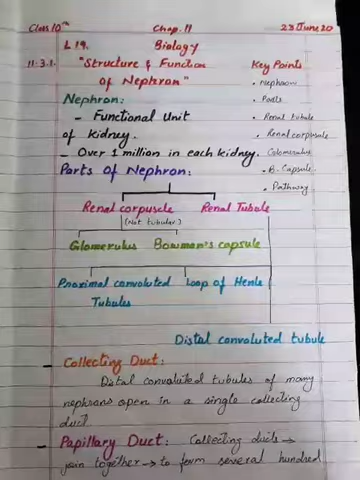 Class 10th Chap. 11 23 June 20
L 19. Biology
11.3.1. "Structure & Function of Nephron"
Key Points
. nephron
. Parts
. Renal tubule
. Renal corpuscle
Golomerulus
. B. Capsule
. Pathway
Nephron:
- Functional Unit
of kidney.
- Over 1 million in each kidney.
Parts of Nephron:
Renal corpuscle Renal Tubule
(Not tubular)
Glomerulus Bowman's capsule
Proximal convoluted Tubules
Loop of Henle
Distal convoluted tubule
- Collecting Duct:
Distal convoluted tubules of many
nephrons open in a single collecting
duct
- Papillary Duct: Collecting ducts →
join together → to form several hundred